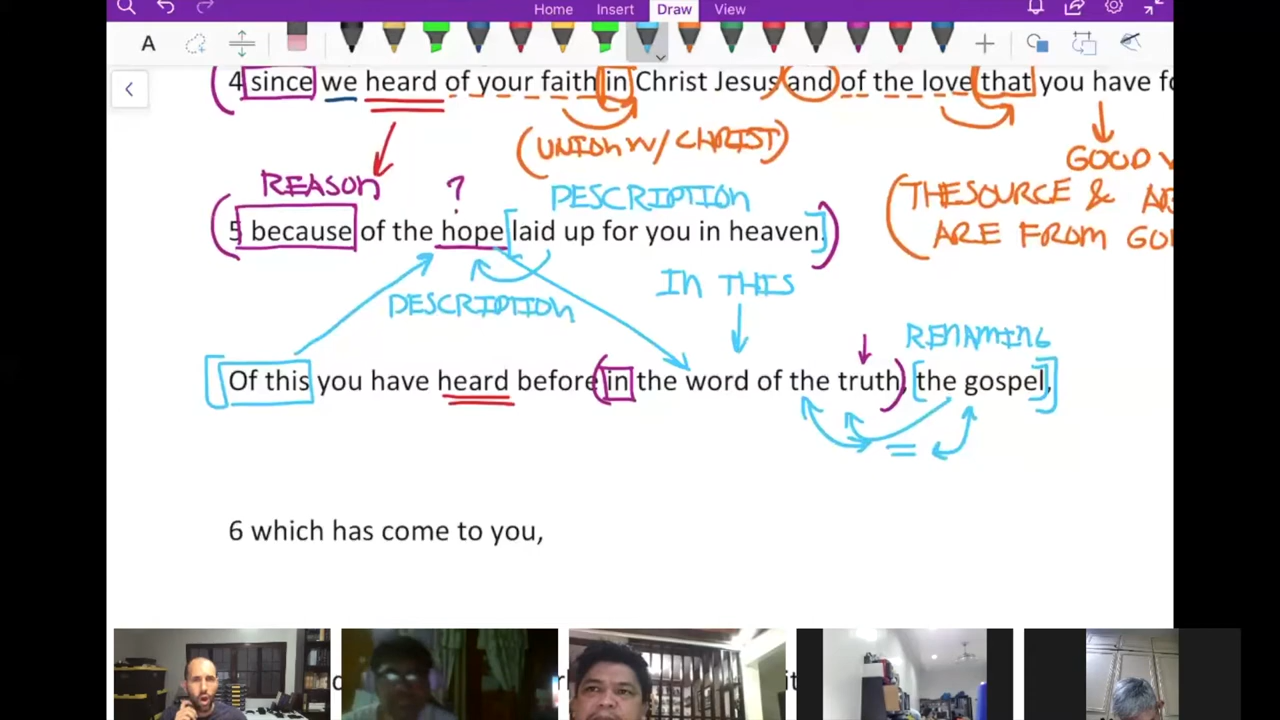 Home Insert Draw View
A
4 since we heard of your faith in Christ Jesus and of the love that you have
(UNION W/ CHRIST)
GOOD
REASON ? DESCRIPTION
(THE SOURCE &
5 because of the hope [laid up for you in heaven.]
ARE FROM
DESCRIPTION
In THIS
RENAMING
[Of this you have heard before (in the word of the truth), [the gospel],]
=
6 which has come to you,